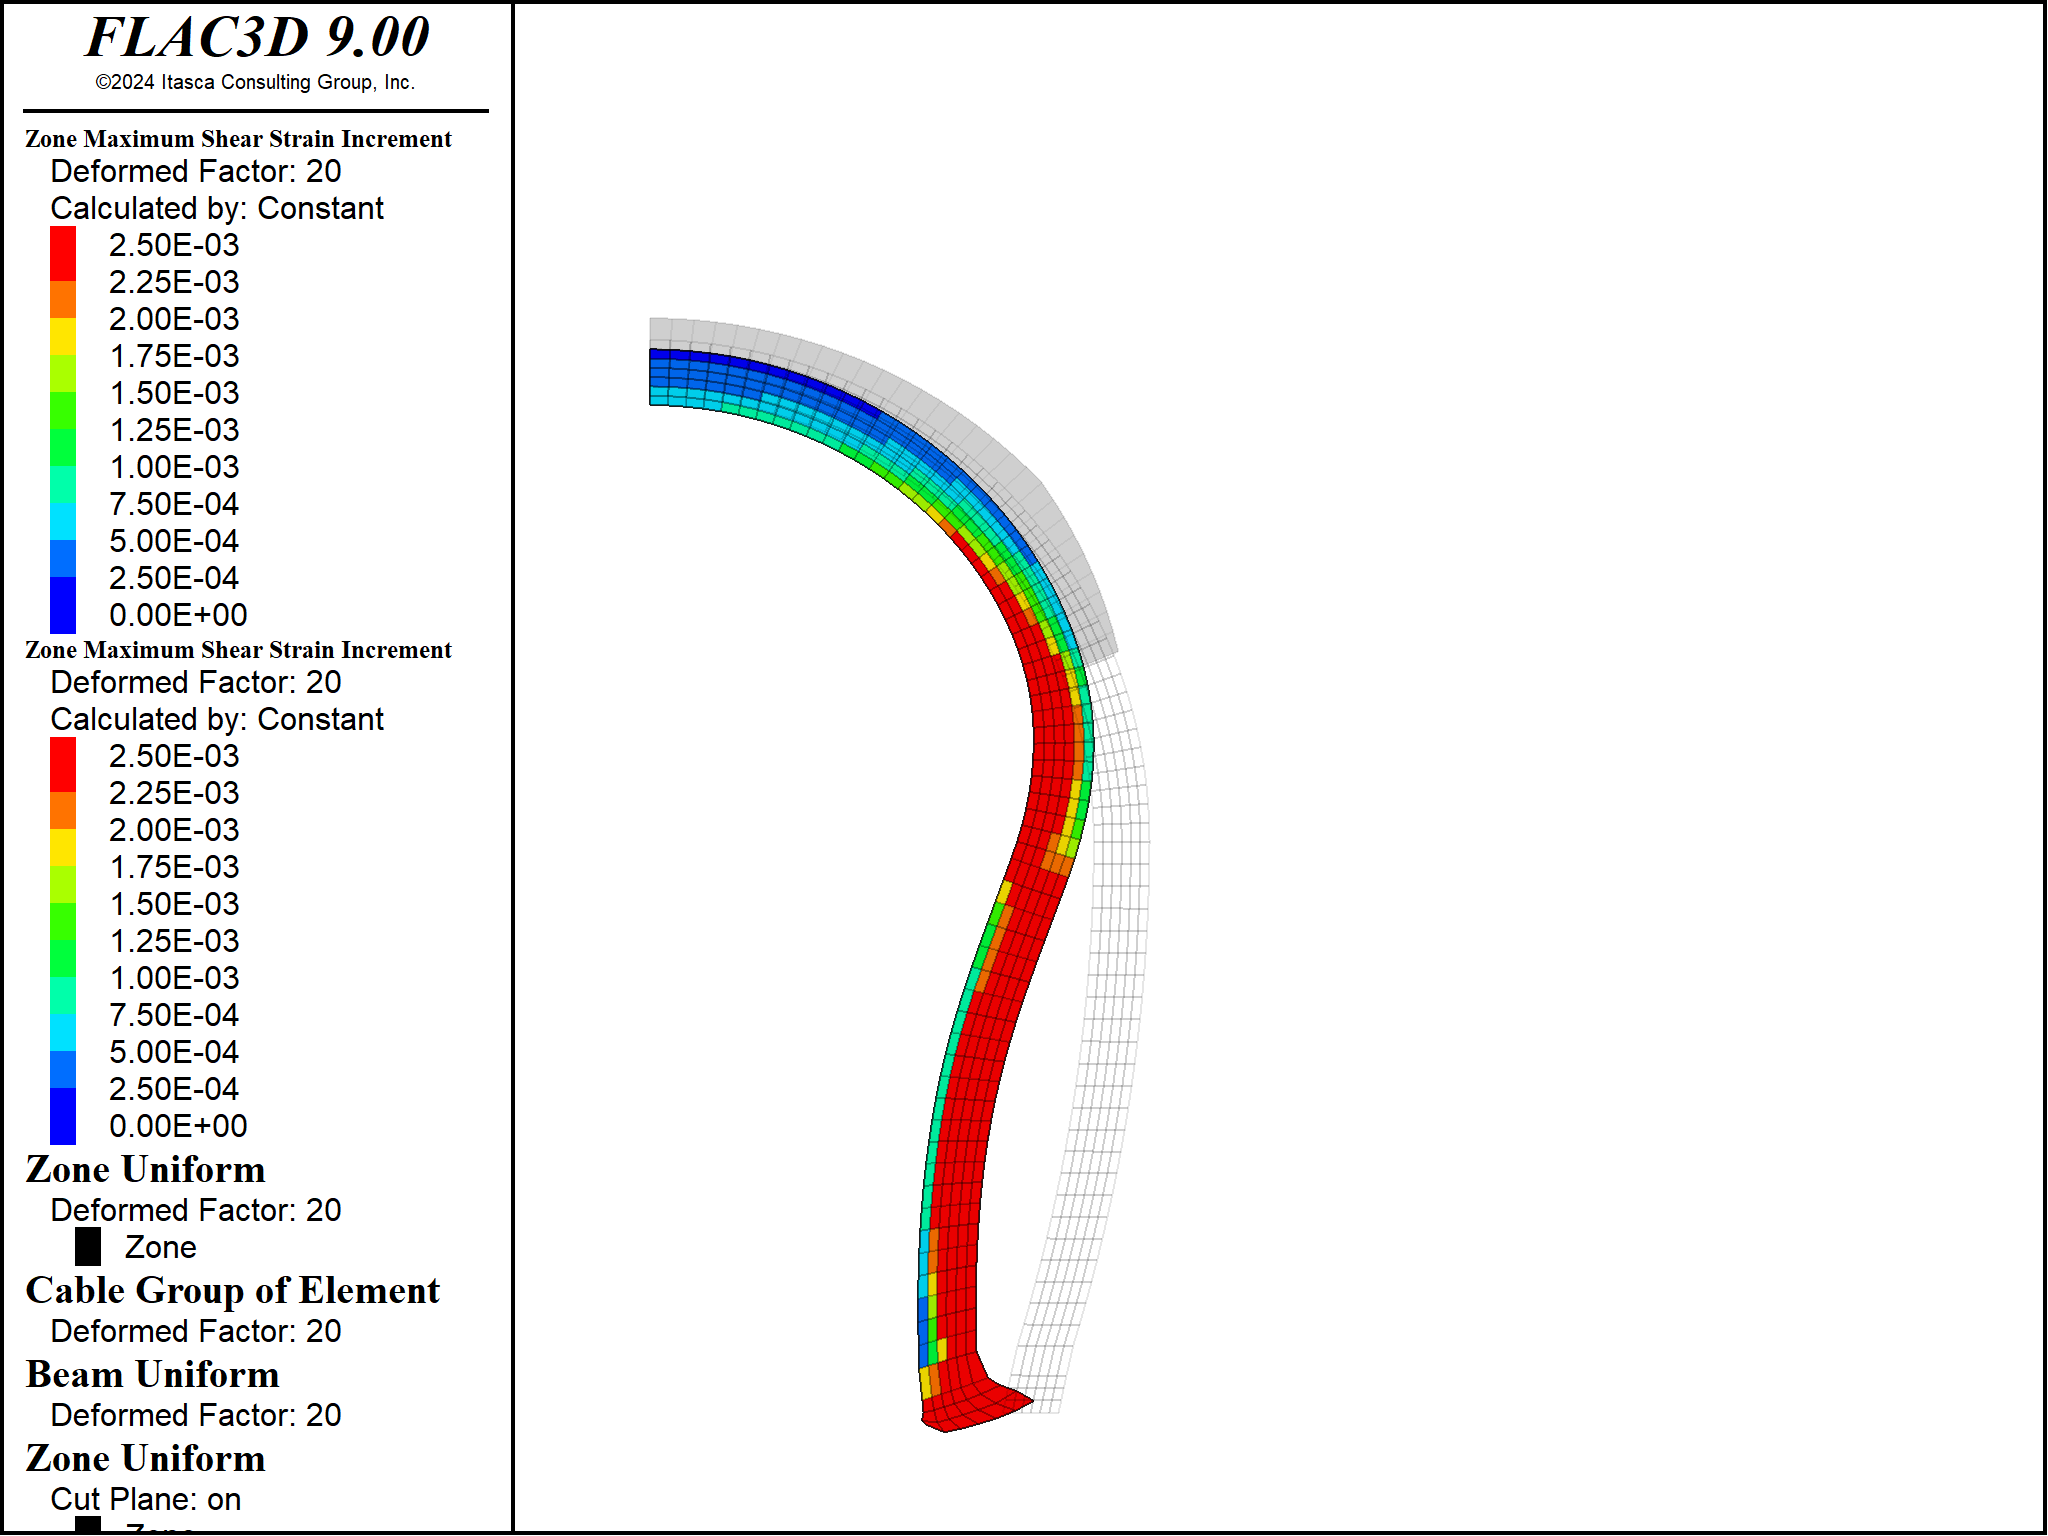 FLAC3D 9.00
©2024 Itasca Consulting Group, Inc.
Zone Maximum Shear Strain Increment
Deformed Factor: 20
Calculated by: Constant
2.50E-03
2.25E-03
2.00E-03
1.75E-03
1.50E-03
1.25E-03
1.00E-03
7.50E-04
5.00E-04
2.50E-04
0.00E+00
Zone Maximum Shear Strain Increment
Deformed Factor: 20
Calculated by: Constant
2.50E-03
2.25E-03
2.00E-03
1.75E-03
1.50E-03
1.25E-03
1.00E-03
7.50E-04
5.00E-04
2.50E-04
0.00E+00
Zone Uniform
Deformed Factor: 20
Zone
Cable Group of Element
Deformed Factor: 20
Beam Uniform
Deformed Factor: 20
Zone Uniform
Cut Plane: on